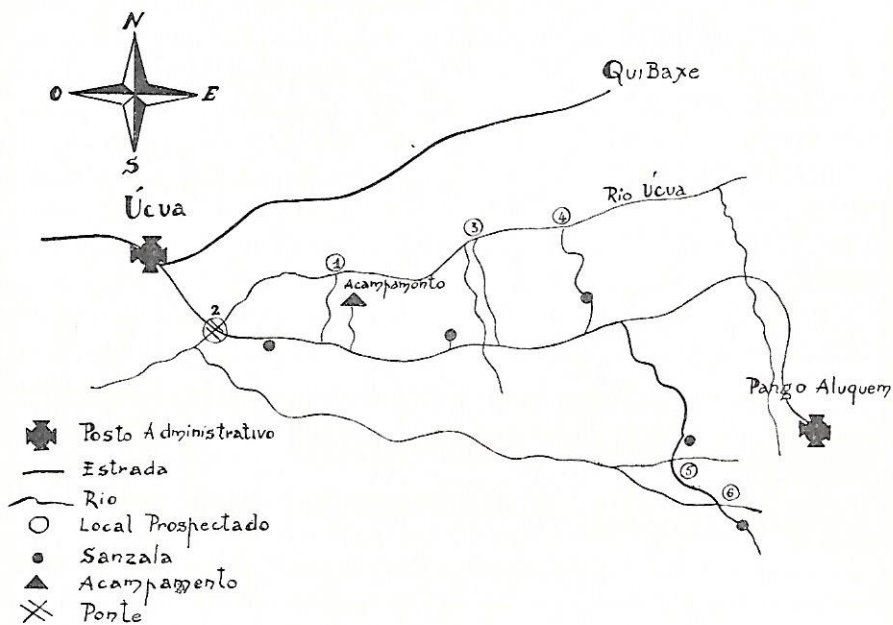 N
O E
S
QuiBaxe
Úcua
Rio Úcua
1
3
4
Acampamento
2
Pango Aluquem
5
6
Posto Administrativo
Estrada
Rio
Local Prospectado
Sanzala
Acampamento
Ponte